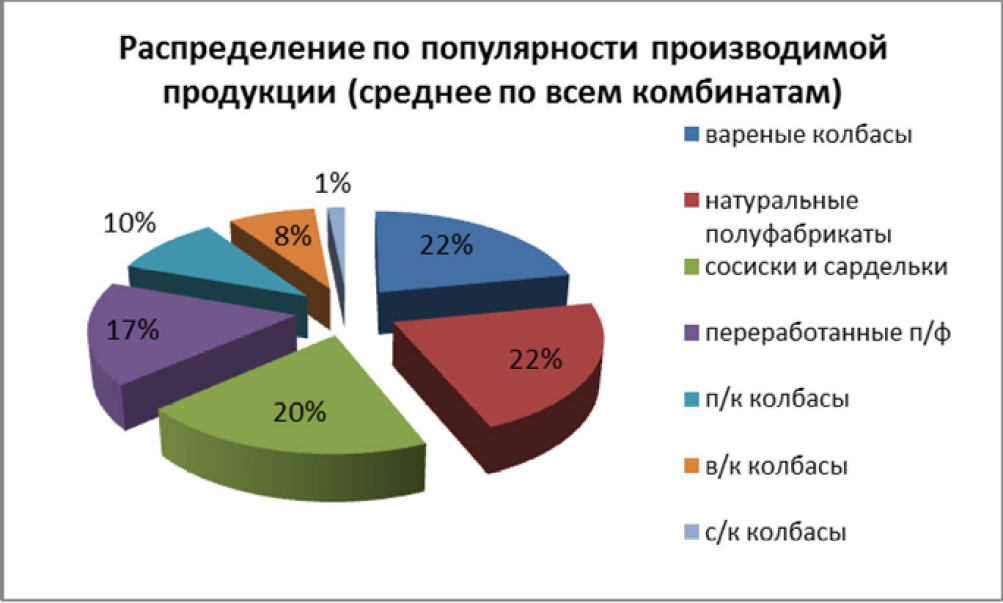 Распределение по популярности производимой
продукции (среднее по всем комбинатам)
вареные колбасы
натуральные
полуфабрикаты
сосиски и сардельки
переработанные п/ф
п/к колбасы
в/к колбасы
с/к колбасы
1%
10%
8%
22%
17%
22%
20%